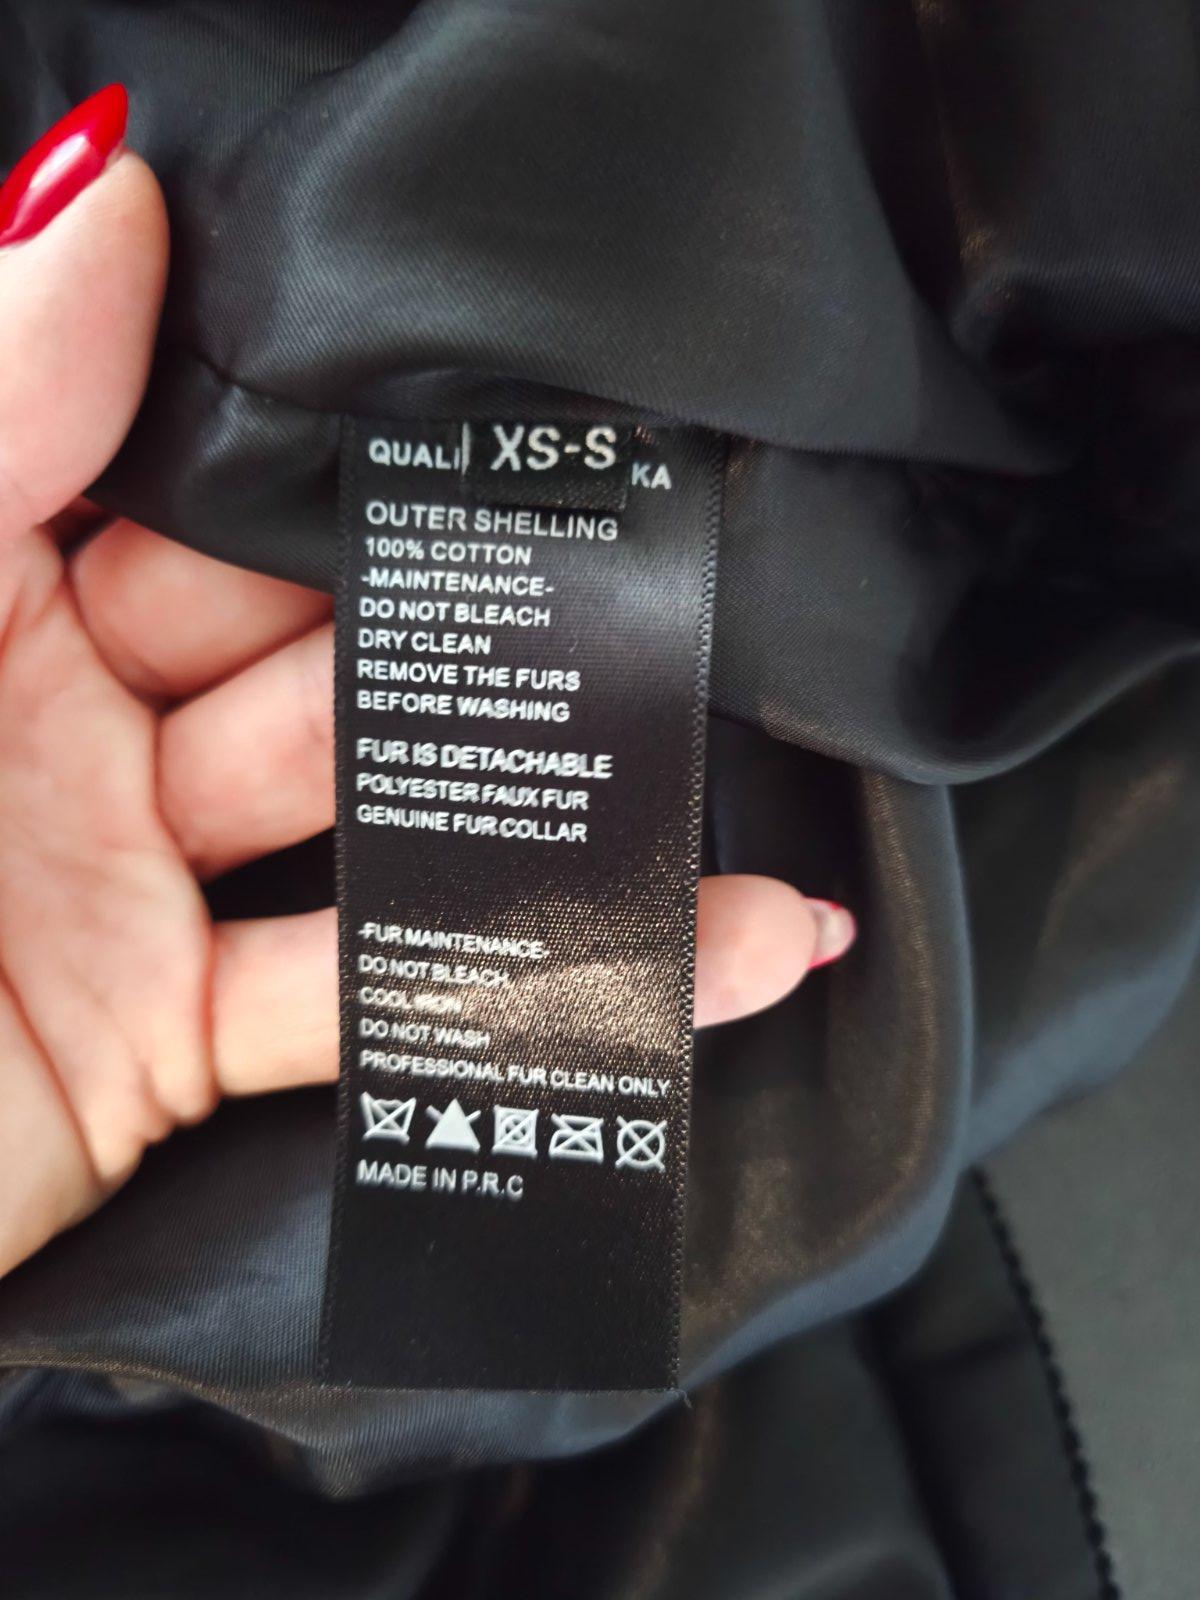 XS-S
KA
OUTER SHELLING
100% COTTON
-MAINTENANCE-
DO NOT BLEACH
DRY CLEAN
REMOVE THE FURS
BEFORE WASHING
FUR IS DETACHABLE
POLYESTER FAUX FUR
GENUINE FUR COLLAR
-FUR MAINTENANCE-
DO NOT BLEACH
COOL IRON
DO NOT WASH
PROFESSIONAL FUR CLEAN ONLY
MADE IN P.R.C